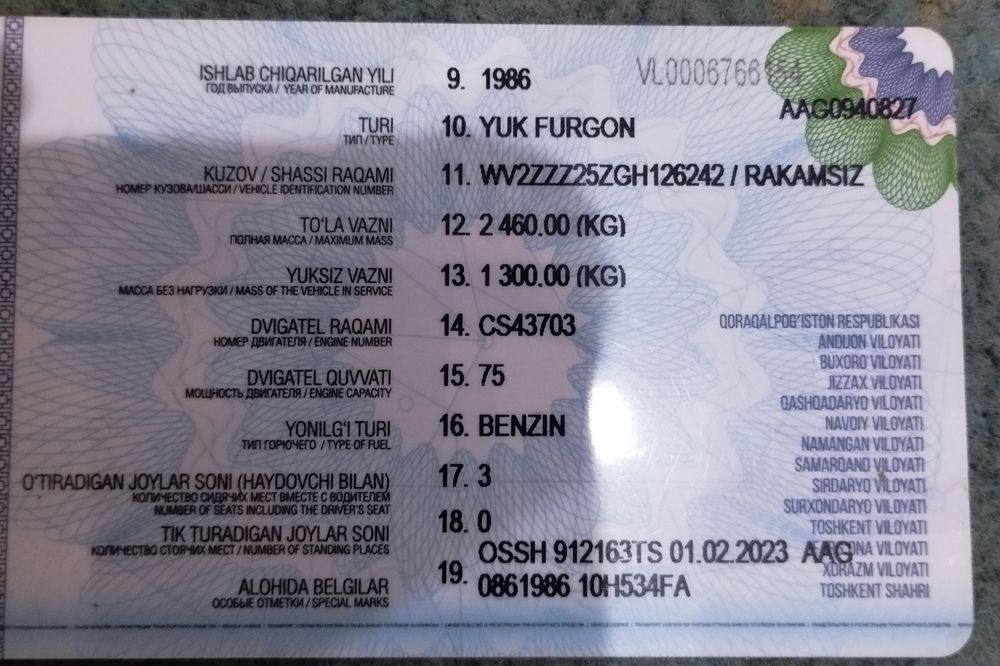 VL0006766
AAG0940827
ISHLAB CHIQARILGAN YILI
ГОД ВЫПУСКА / YEAR OF MANUFACTURE
9. 1986
TURI
ТИП / TYPE
10. YUK FURGON
KUZOV / SHASSI RAQAMI
НОМЕР КУЗОВА/ШАССИ / VEHICLE IDENTIFICATION NUMBER
11. WV2ZZZ25ZGH126242 / RAKAMSIZ
TO'LA VAZNI
ПОЛНАЯ МАССА / MAXIMUM MASS
12. 2 460.00 (KG)
YUKSIZ VAZNI
МАССА БЕЗ НАГРУЗКИ / MASS OF THE VEHICLE IN SERVICE
13. 1 300.00 (KG)
DVIGATEL RAQAMI
НОМЕР ДВИГАТЕЛЯ / ENGINE NUMBER
14. CS43703
DVIGATEL QUVVATI
МОЩНОСТЬ ДВИГАТЕЛЯ / ENGINE CAPACITY
15. 75
YONILG'I TURI
ТИП ГОРЮЧЕГО / TYPE OF FUEL
16. BENZIN
O'TIRADIGAN JOYLAR SONI (HAYDOVCHI BILAN)
КОЛИЧЕСТВО СИДЯЧИХ МЕСТ ВМЕСТЕ С ВОДИТЕЛЕМ
NUMBER OF SEATS INCLUDING THE DRIVER'S SEAT
17. 3
TIK TURADIGAN JOYLAR SONI
КОЛИЧЕСТВО СТОЯЧИХ МЕСТ / NUMBER OF STANDING PLACES
18. 0
ALOHIDA BELGILAR
ОСОБЫЕ ОТМЕТКИ / SPECIAL MARKS
19. OSSH 912163TS 01.02.2023 AAG
0861986 10H534FA
QORAQALPOG'ISTON RESPUBLIKASI
ANDIJON VILOYATI
BUXORO VILOYATI
JIZZAX VILOYATI
QASHQADARYO VILOYATI
NAVOIY VILOYATI
NAMANGAN VILOYATI
SAMARQAND VILOYATI
SIRDARYO VILOYATI
SURXONDARYO VILOYATI
TOSHKENT VILOYATI
VILOYATI
XORAZM VILOYATI
TOSHKENT SHAHRI